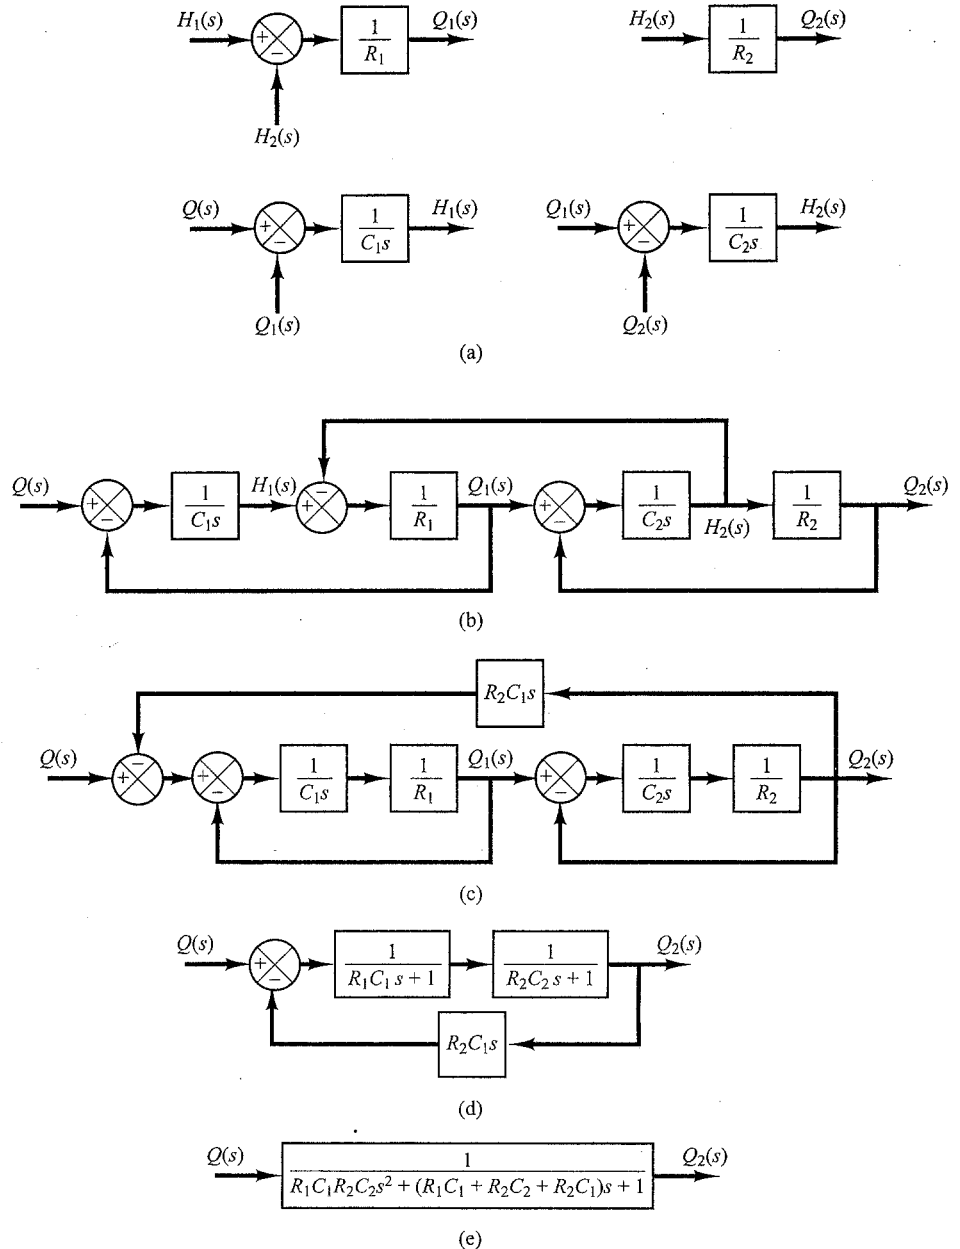 H₁(s) + − 1/R₁ Q₁(s) H₂(s) 1/R₂ Q₂(s)
H₂(s)
Q(s) + − 1/(C₁s) H₁(s) Q₁(s) + − 1/(C₂s) H₂(s)
Q₁(s) Q₂(s)
(a)
Q(s) + − 1/(C₁s) H₁(s) + − 1/R₁ Q₁(s) + − 1/(C₂s) H₂(s) 1/R₂ Q₂(s)
(b)
R₂C₁s
Q(s) + − + − 1/(C₁s) 1/R₁ Q₁(s) + − 1/(C₂s) 1/R₂ Q₂(s)
(c)
Q(s) + − 1/(R₁C₁s + 1) 1/(R₂C₂s + 1) Q₂(s)
R₂C₁s
(d)
Q(s) 1/(R₁C₁R₂C₂s² + (R₁C₁ + R₂C₂ + R₂C₁)s + 1) Q₂(s)
(e)